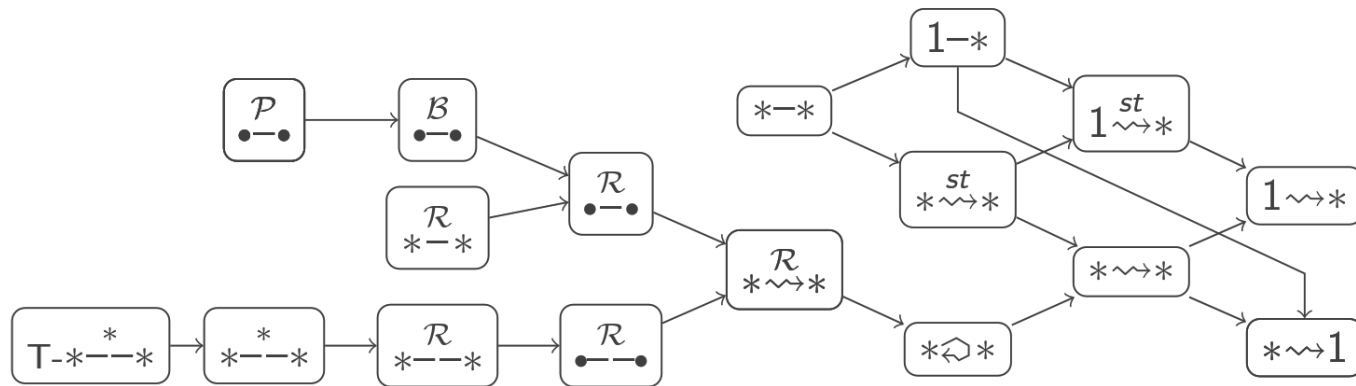 1–∗
∗–∗
𝒫
•–•
ℬ
•–•
st
1⇝∗
ℛ
•–•
ℛ
∗–∗
st
∗⇝∗
1⇝∗
ℛ
∗⇝∗
∗⇝∗
∗
T-∗––∗
∗
∗––∗
ℛ
∗––∗
ℛ
•––•
∗ ∗
∗⇝1